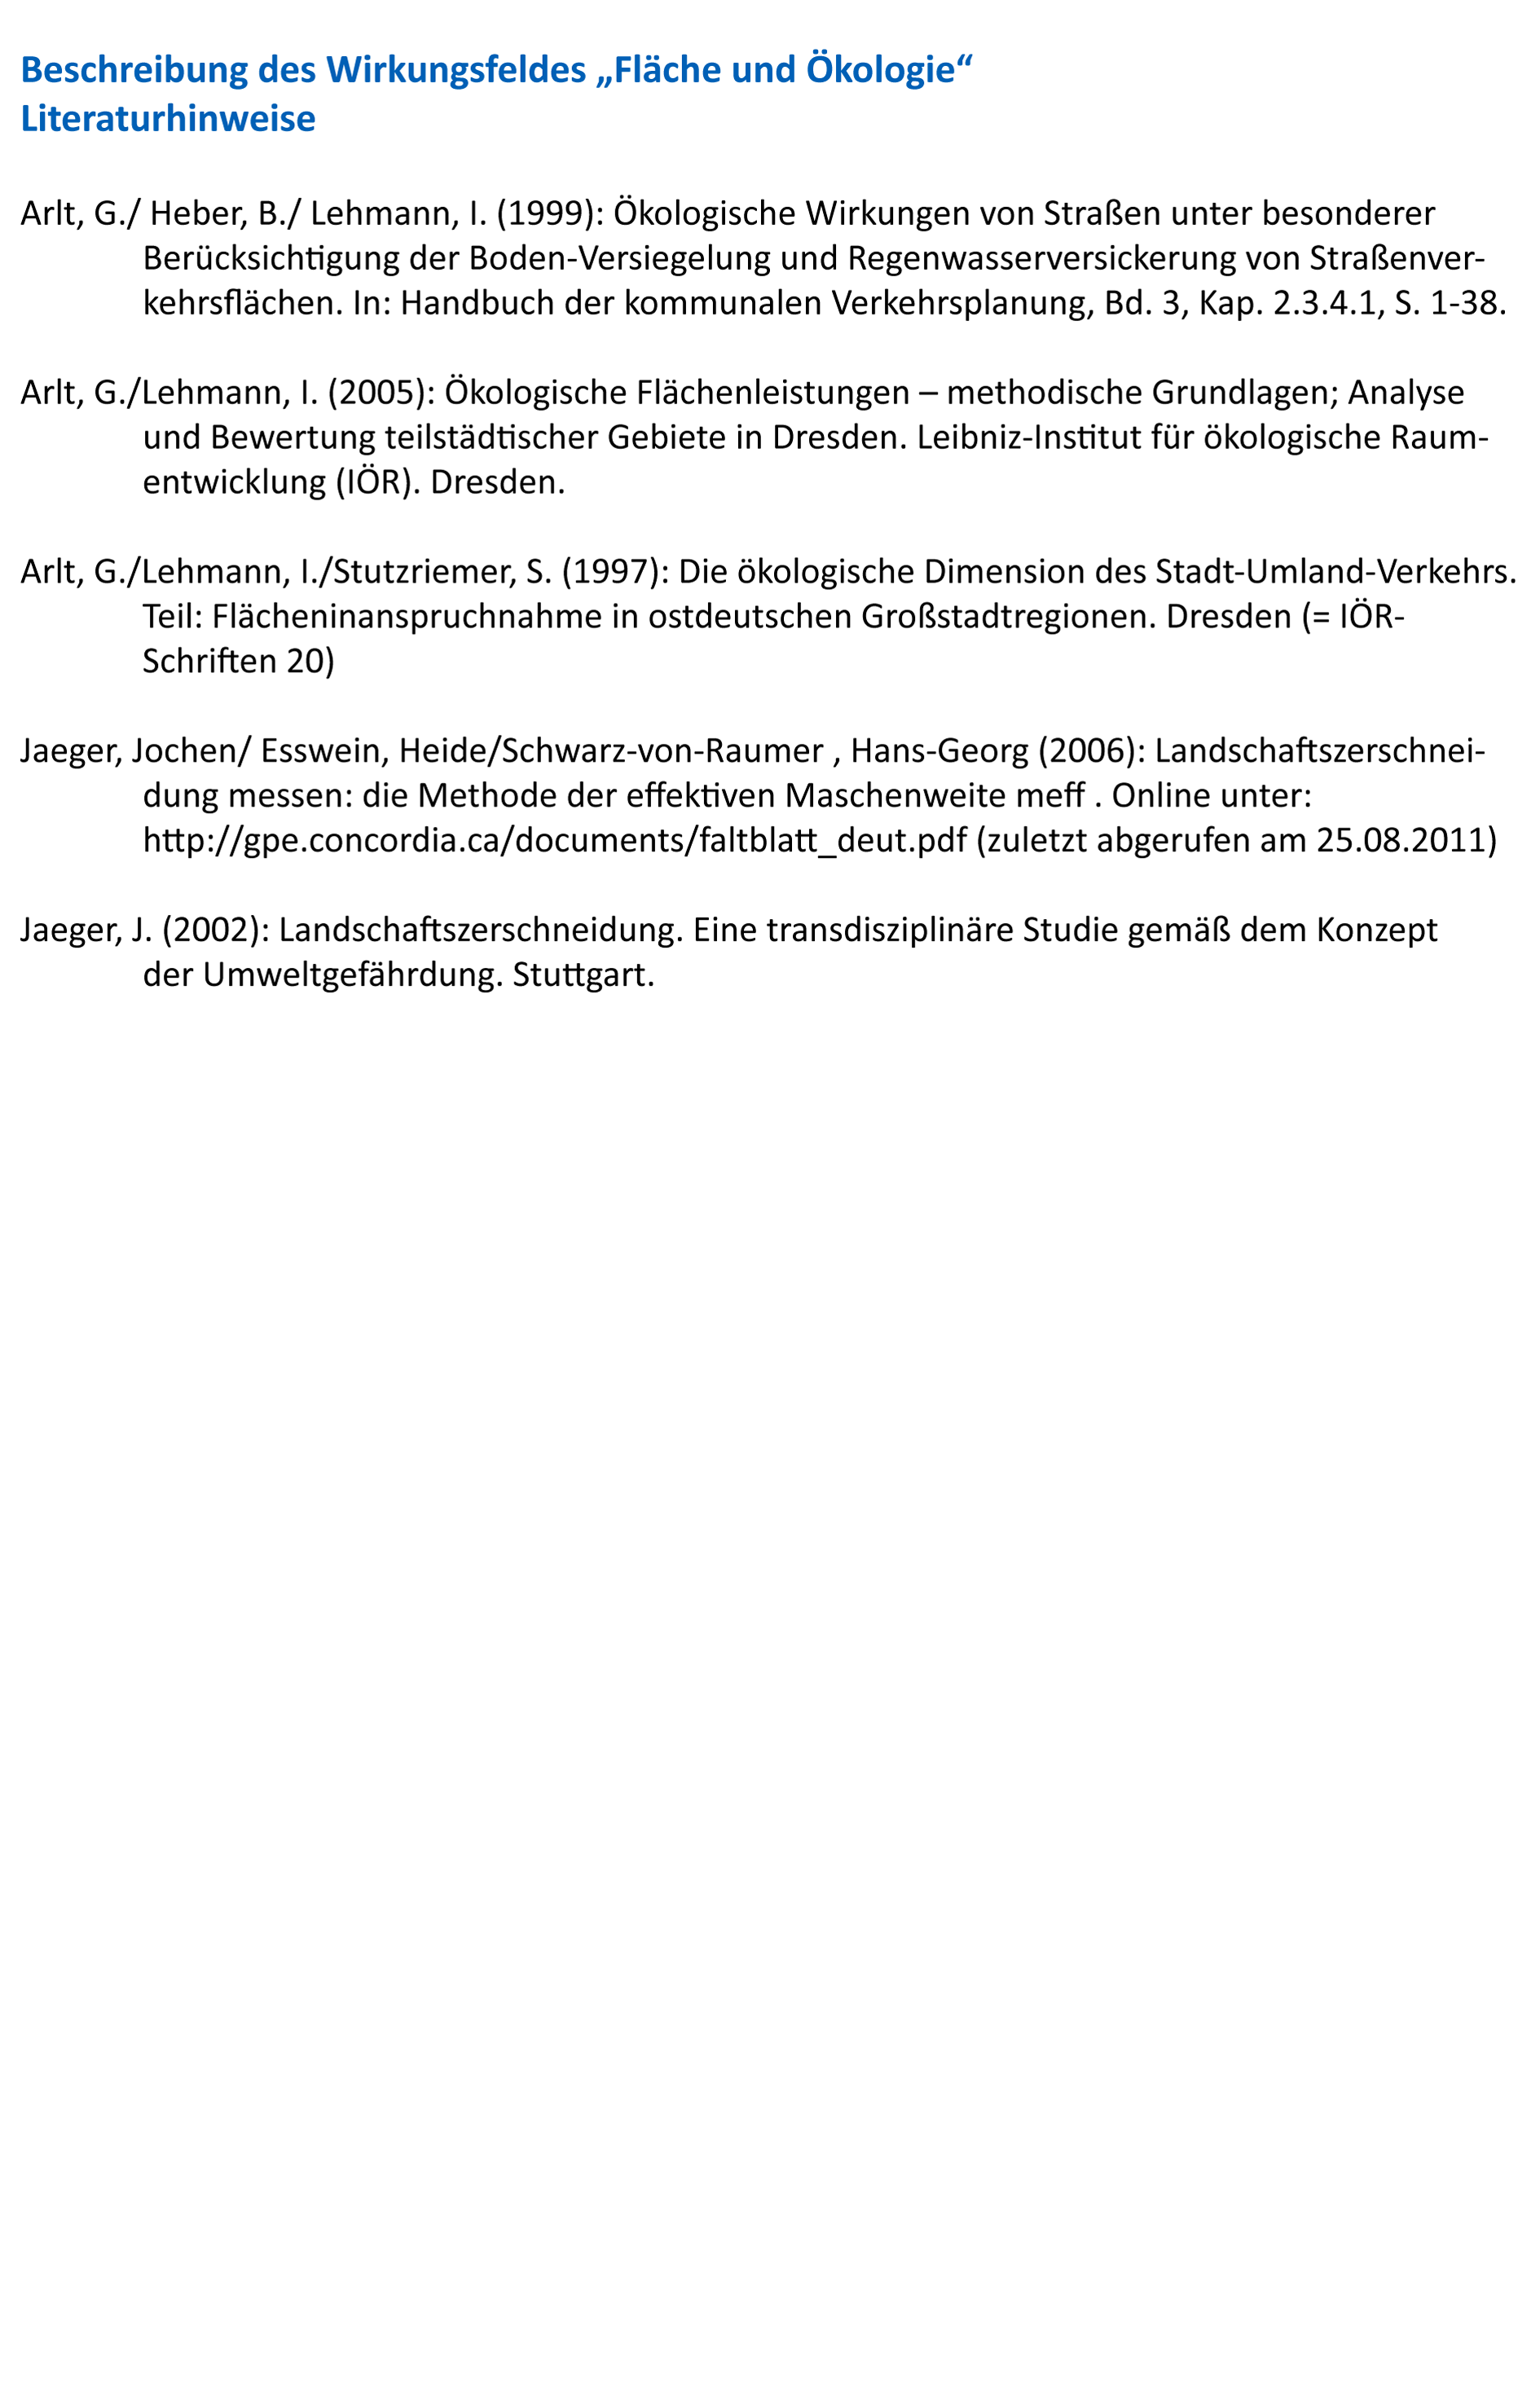 Beschreibung des Wirkungsfeldes „Fläche und Ökologie“
Literaturhinweise
Arlt, G./ Heber, B./ Lehmann, I. (1999): Ökologische Wirkungen von Straßen unter besonderer
Berücksichtigung der Boden-Versiegelung und Regenwasserversickerung von Straßenver-
kehrsflächen. In: Handbuch der kommunalen Verkehrsplanung, Bd. 3, Kap. 2.3.4.1, S. 1-38.
Arlt, G./Lehmann, I. (2005): Ökologische Flächenleistungen – methodische Grundlagen; Analyse
und Bewertung teilstädtischer Gebiete in Dresden. Leibniz-Institut für ökologische Raum-
entwicklung (IÖR). Dresden.
Arlt, G./Lehmann, I./Stutzriemer, S. (1997): Die ökologische Dimension des Stadt-Umland-Verkehrs.
Teil: Flächeninanspruchnahme in ostdeutschen Großstadtregionen. Dresden (= IÖR-
Schriften 20)
Jaeger, Jochen/ Esswein, Heide/Schwarz-von-Raumer , Hans-Georg (2006): Landschaftszerschnei-
dung messen: die Methode der effektiven Maschenweite meff . Online unter:
http://gpe.concordia.ca/documents/faltblatt_deut.pdf (zuletzt abgerufen am 25.08.2011)
Jaeger, J. (2002): Landschaftszerschneidung. Eine transdisziplinäre Studie gemäß dem Konzept
der Umweltgefährdung. Stuttgart.